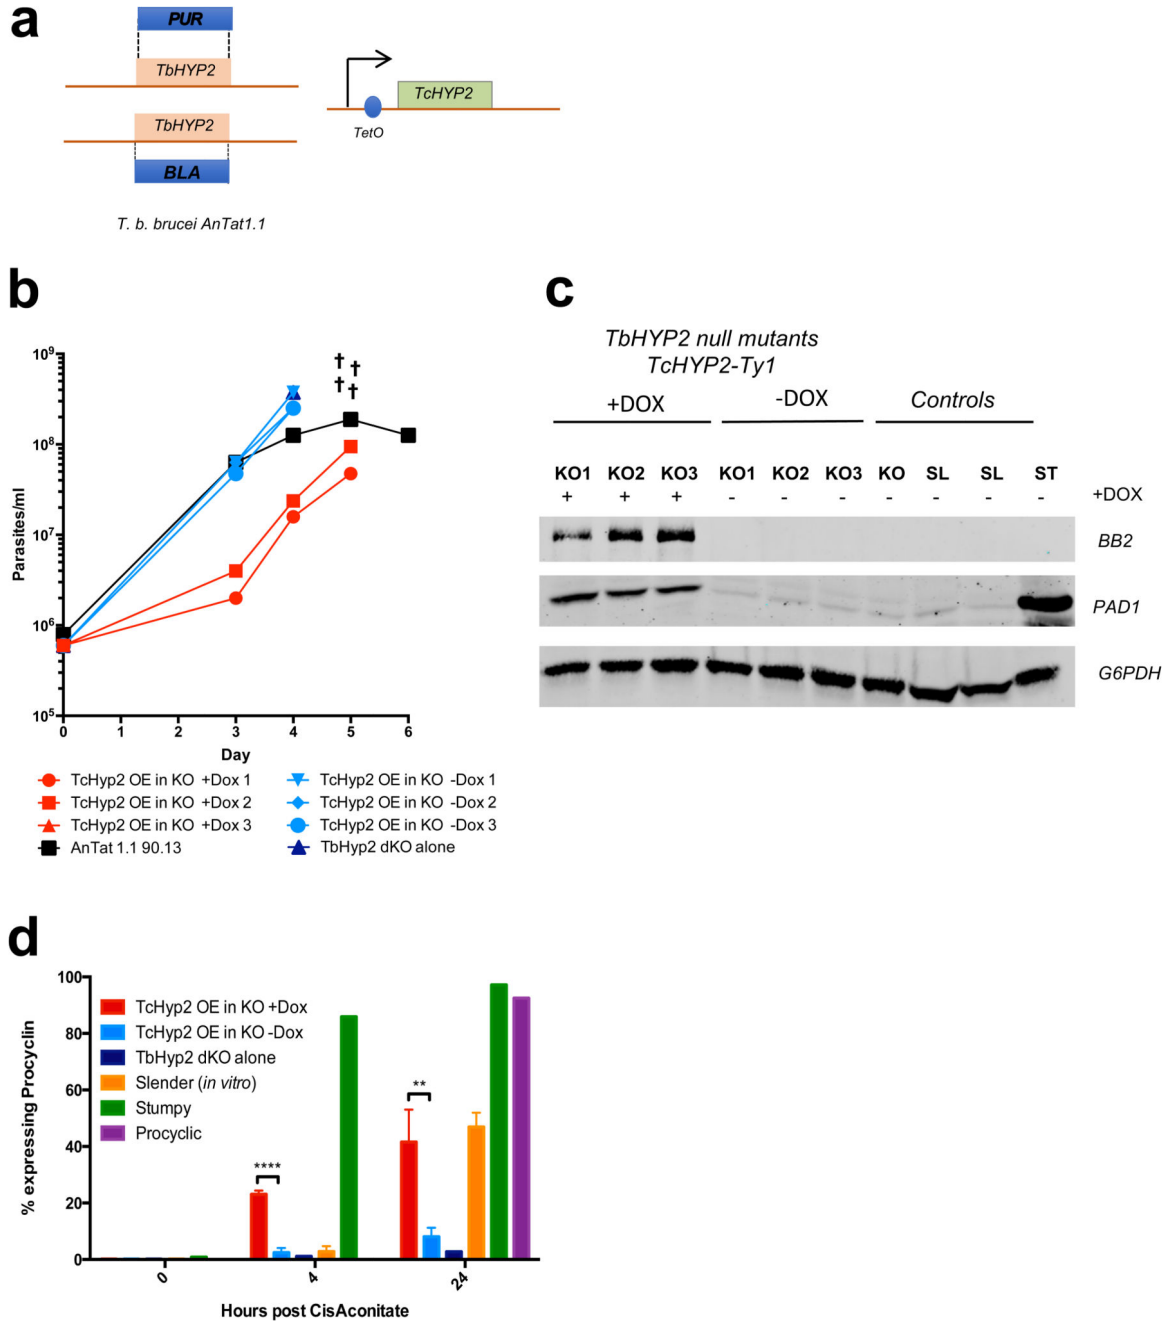 a
PUR
TbHYP2
TcHYP2
TetO
TbHYP2
BLA
T. b. brucei AnTat1.1
b
10⁹
10⁸
10⁷
10⁶
10⁵
Parasites/ml
† †
† †
0 1 2 3 4 5 6
Day
TcHyp2 OE in KO +Dox 1
TcHyp2 OE in KO +Dox 2
TcHyp2 OE in KO +Dox 3
AnTat 1.1 90.13
TcHyp2 OE in KO -Dox 1
TcHyp2 OE in KO -Dox 2
TcHyp2 OE in KO -Dox 3
TbHyp2 dKO alone
c
TbHYP2 null mutants
TcHYP2-Ty1
+DOX -DOX Controls
KO1 KO2 KO3 KO1 KO2 KO3 KO SL SL ST
+ + + - - - - - - - +DOX
BB2
PAD1
G6PDH
d
100
80
60
40
20
0
% expressing Procyclin
TcHyp2 OE in KO +Dox
TcHyp2 OE in KO -Dox
TbHyp2 dKO alone
Slender (in vitro)
Stumpy
Procyclic
****
**
0 4 24
Hours post CisAconitate